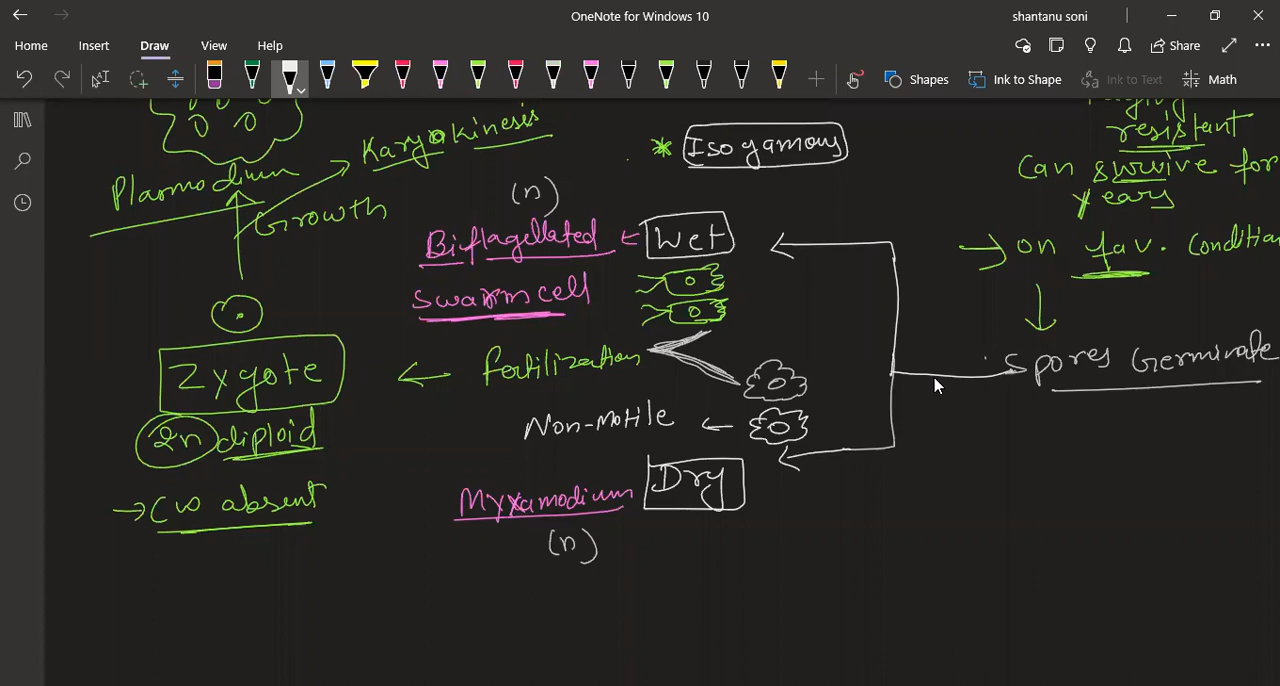 OneNote for Windows 10
shantanu soni
Home Insert Draw View Help
Share
Shapes
Ink to Shape
Ink to Text
Math
Karyokinesis
* Isogamous
resistant
Can survive for
years
Plasmodium
Growth
(n)
Biflagellated ← Wet
swarm cell
→ on fav. condition
Zygote ← fertilization
Spores Germinate
2n diploid
Non-motile ←
→ CW absent
Myxamodium Dry
(n)